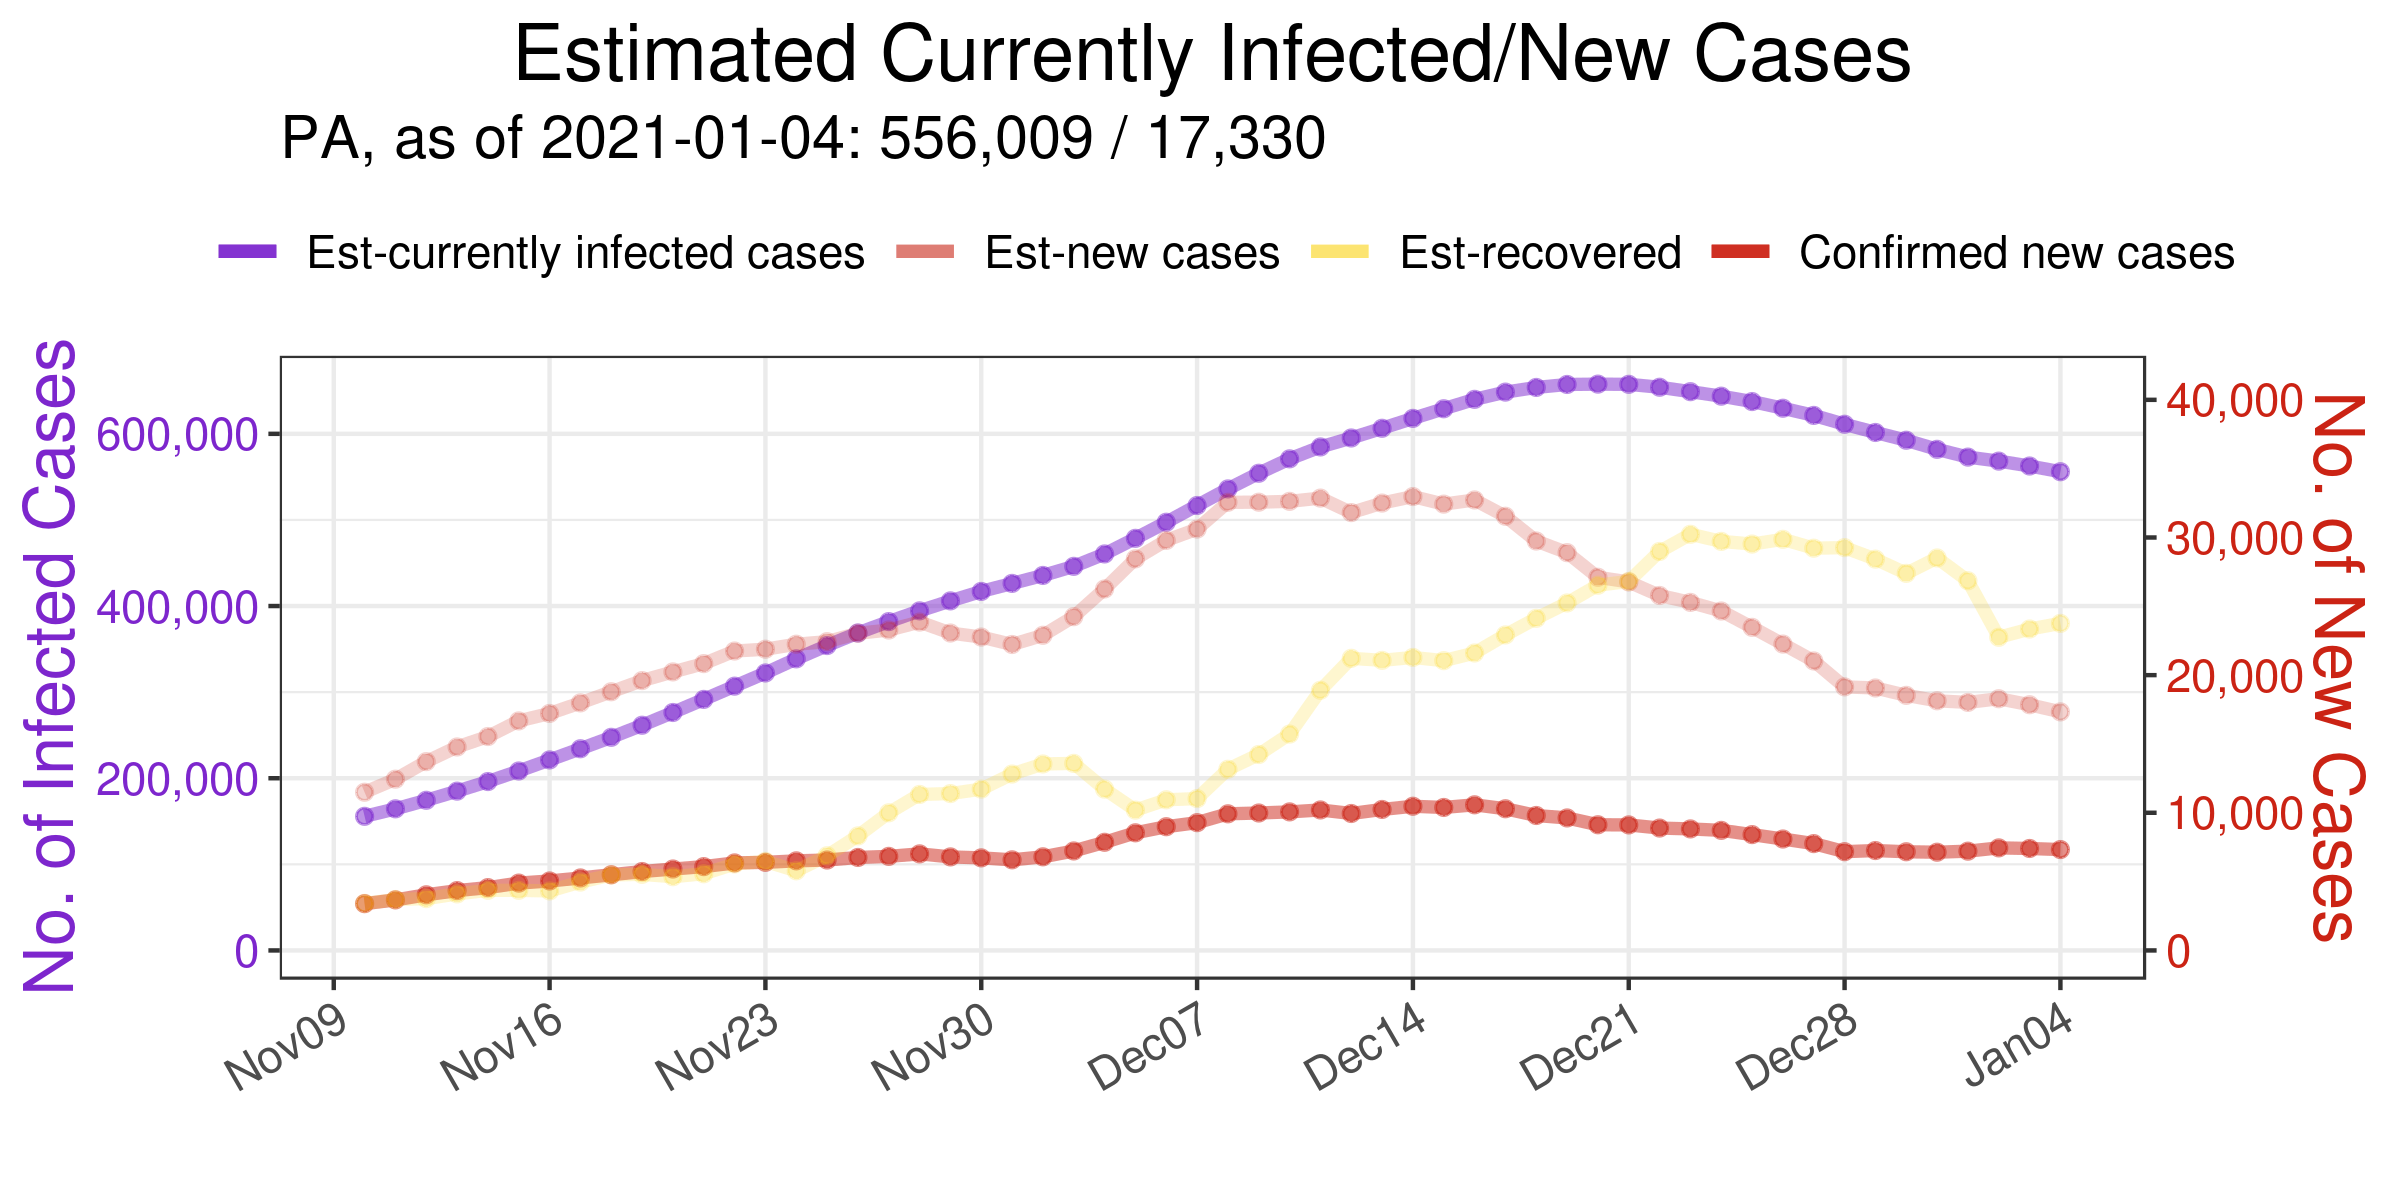 Estimated Currently Infected/New Cases
PA, as of 2021-01-04: 556,009 / 17,330
Est-currently infected cases Est-new cases Est-recovered Confirmed new cases
No. of Infected Cases
600,000
400,000
200,000
0
40,000
30,000
20,000
10,000
0
No. of New Cases
Nov09 Nov16 Nov23 Nov30 Dec07 Dec14 Dec21 Dec28 Jan04